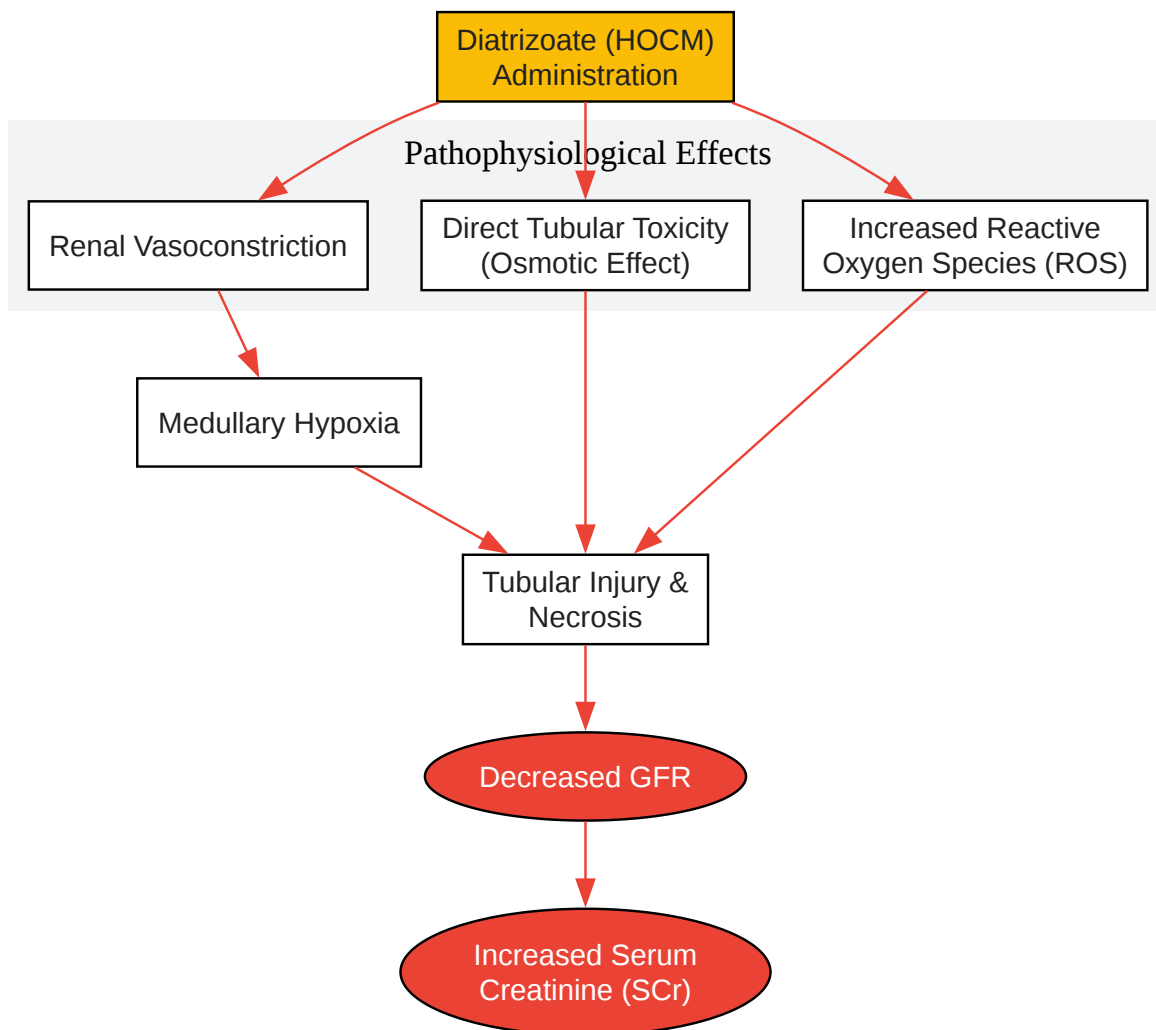 Diatrizoate (HOCM)
Administration
Pathophysiological Effects
Renal Vasoconstriction
Direct Tubular Toxicity
(Osmotic Effect)
Increased Reactive
Oxygen Species (ROS)
Medullary Hypoxia
Tubular Injury &
Necrosis
Decreased GFR
Increased Serum
Creatinine (SCr)